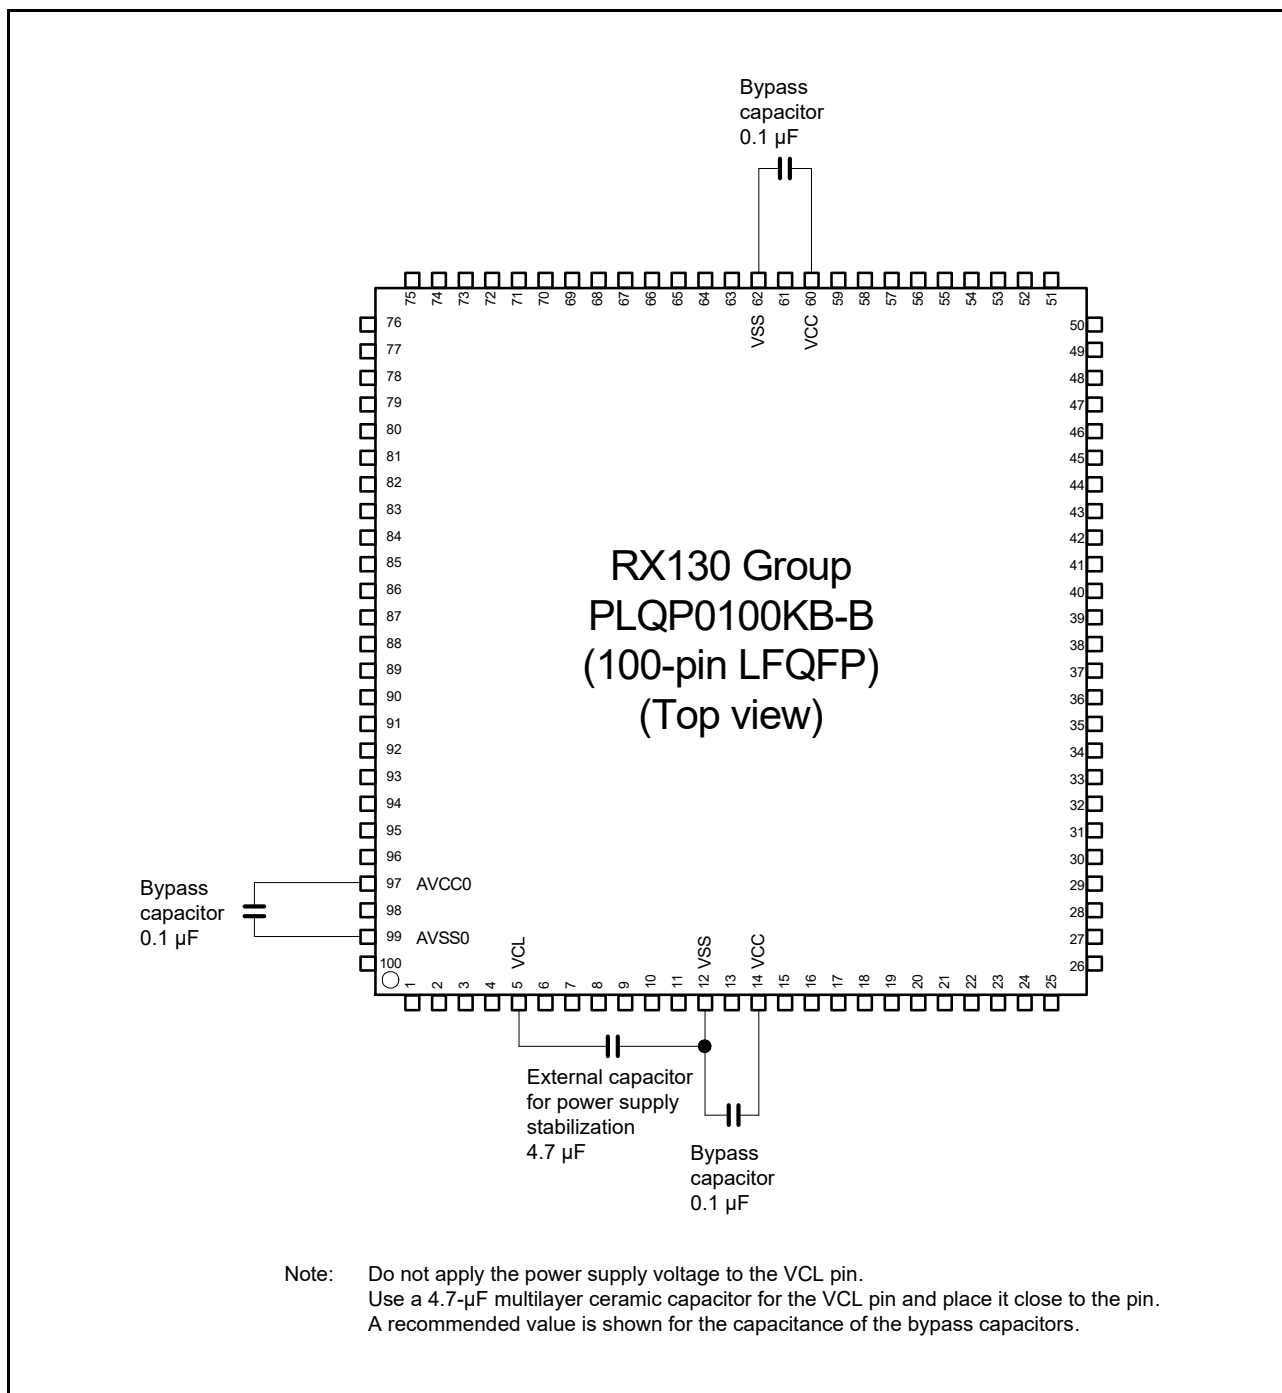 Bypass
capacitor
0.1 µF
75 74 73 72 71 70 69 68 67 66 65 64 63 62 61 60 59 58 57 56 55 54 53 52 51
VSS
VCC
76
77
78
79
80
81
82
83
84
85
86
87
88
89
90
91
92
93
94
95
96
97 AVCC0
98
99 AVSS0
100
50
49
48
47
46
45
44
43
42
41
40
39
38
37
36
35
34
33
32
31
30
29
28
27
26
RX130 Group
PLQP0100KB-B
(100-pin LFQFP)
(Top view)
Bypass
capacitor
0.1 µF
VCL
VSS
VCC
1 2 3 4 5 6 7 8 9 10 11 12 13 14 15 16 17 18 19 20 21 22 23 24 25
External capacitor
for power supply
stabilization
4.7 µF
Bypass
capacitor
0.1 µF
Note: Do not apply the power supply voltage to the VCL pin.
Use a 4.7-µF multilayer ceramic capacitor for the VCL pin and place it close to the pin.
A recommended value is shown for the capacitance of the bypass capacitors.